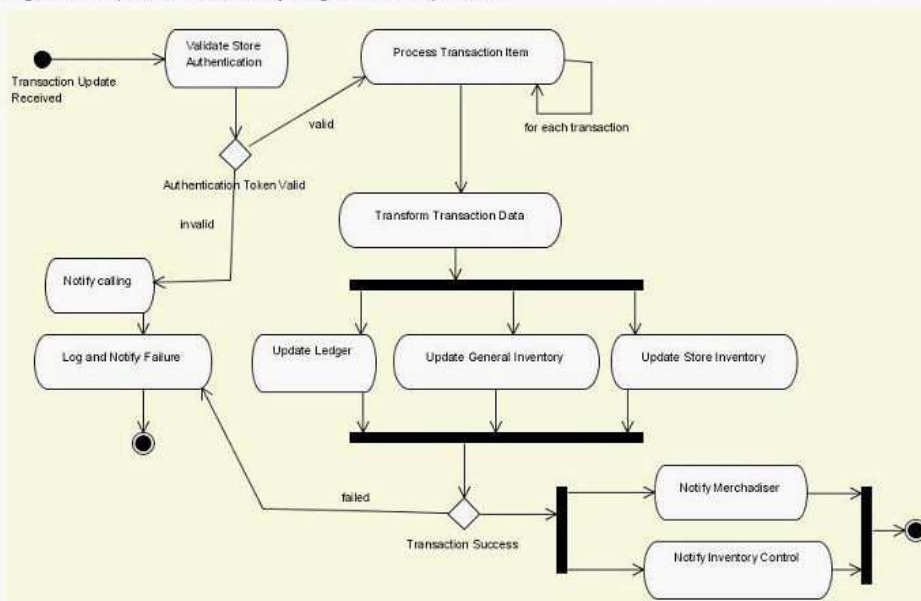 Validate Store
Authentication
Process Transaction Item
Transaction Update
Received
for each transaction
valid
Authentication Token Valid
invalid
Transform Transaction Data
Notify calling
Log and Notify Failure
Update Ledger
Update General Inventory
Update Store Inventory
failed
Transaction Success
Notify Merchadiser
Notify Inventory Control